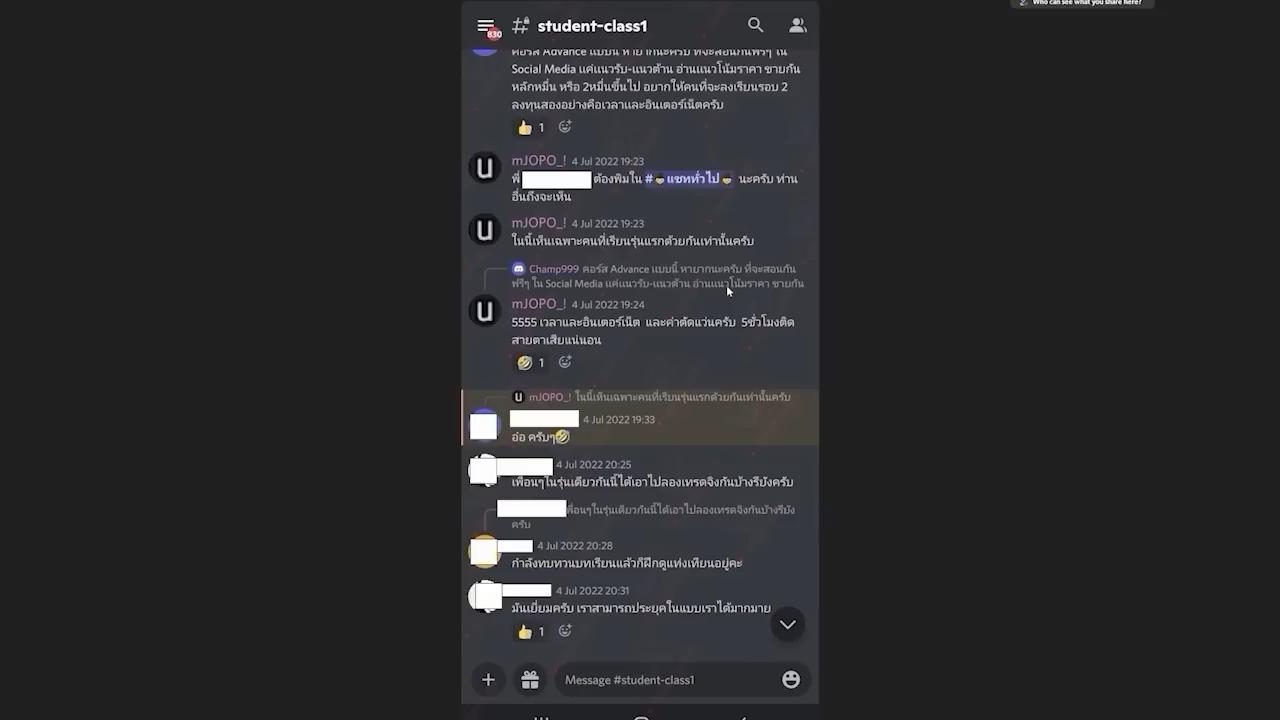 Who can see what you share here?
830
student-class1
คอร์ส Advance แบบนี้ หายากนะครับ ที่จะสอนกันฟรีๆ ใน
Social Media แค่แนวรับ-แนวต้าน อ่านแนวโน้มราคา ขายกัน
หลักหมื่น หรือ 2หมื่นขึ้นไป อยากให้คนที่จะลงเรียนรอบ 2
ลงทุนสองอย่างคือเวลาและอินเตอร์เน็ตครับ
1
mJOPO_! 4 Jul 2022 19:23
พี่ ต้องพิมใน #แชททั่วไป นะครับ ท่าน
อื่นถึงจะเห็น
mJOPO_! 4 Jul 2022 19:23
ในนี้เห็นเฉพาะคนที่เรียนรุ่นแรกด้วยกันเท่านั้นครับ
Champ999 คอร์ส Advance แบบนี้ หายากนะครับ ที่จะสอนกัน
ฟรีๆ ใน Social Media แค่แนวรับ-แนวต้าน อ่านแนวโน้มราคา ขายกัน
mJOPO_! 4 Jul 2022 19:24
5555 เวลาและอินเตอร์เน็ต และค่าตัดแว่นครับ 5ชั่วโมงติด
สายตาเสียแน่นอน
1
mJOPO_! ในนี้เห็นเฉพาะคนที่เรียนรุ่นแรกด้วยกันเท่านั้นครับ
4 Jul 2022 19:33
อ๋อ ครับๆ
4 Jul 2022 20:25
เพื่อนๆในรุ่นเดียวกันนี้ได้เอาไปลองเทรดจิงกันบ้างรึยังครับ
พื่อนๆในรุ่นเดียวกันนี้ได้เอาไปลองเทรดจิงกันบ้างรึยัง
ครับ
4 Jul 2022 20:28
กำลังทบทวนบทเรียนแล้วก็ฝึกดูแท่งเทียนอยู่คะ
4 Jul 2022 20:31
มันเยี่ยมครับ เราสามารถประยุคในแบบเราได้มากมาย
1
Message #student-class1